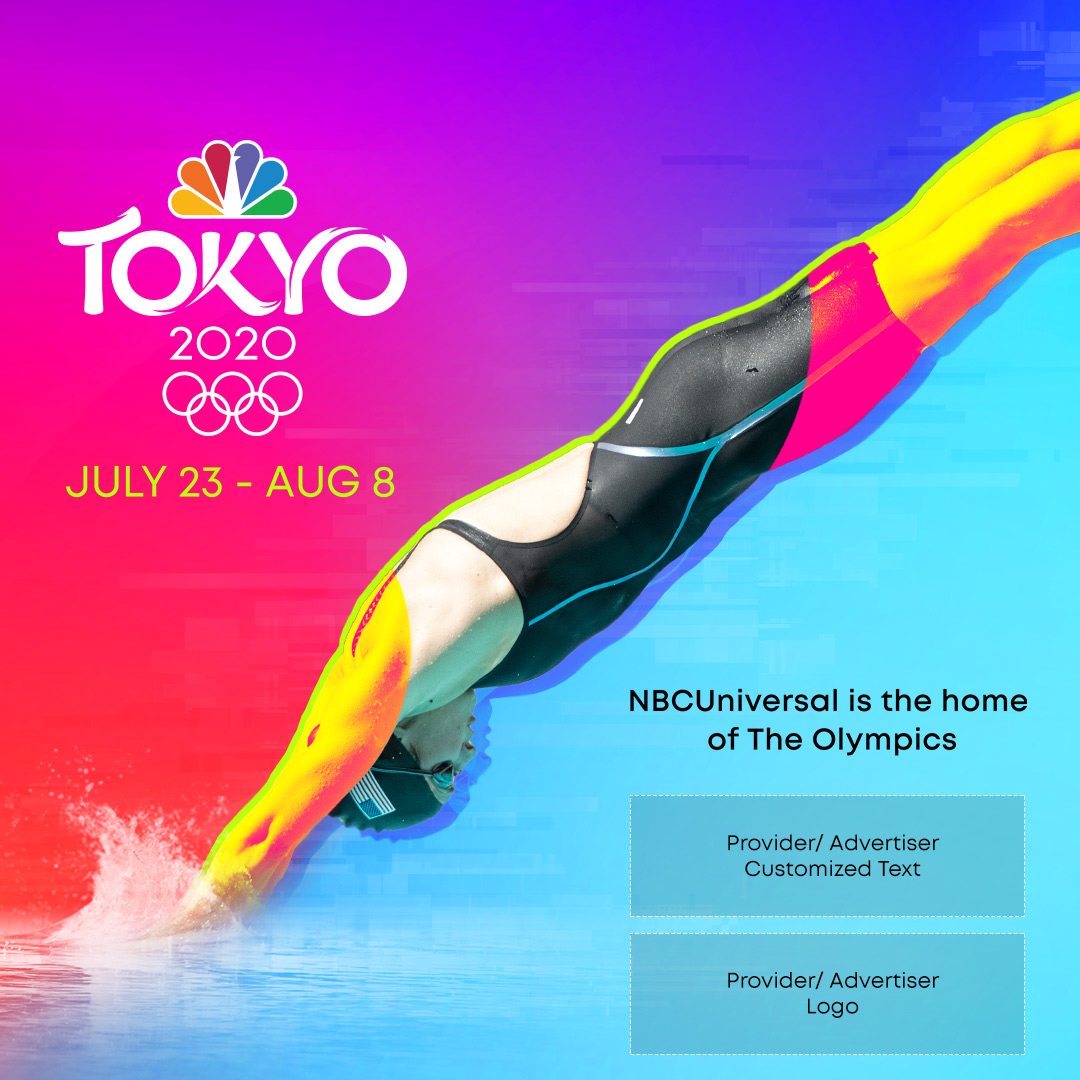 TOKYO
2020
JULY 23 - AUG 8
NBCUniversal is the home
of The Olympics
Provider/ Advertiser
Customized Text
Provider/ Advertiser
Logo